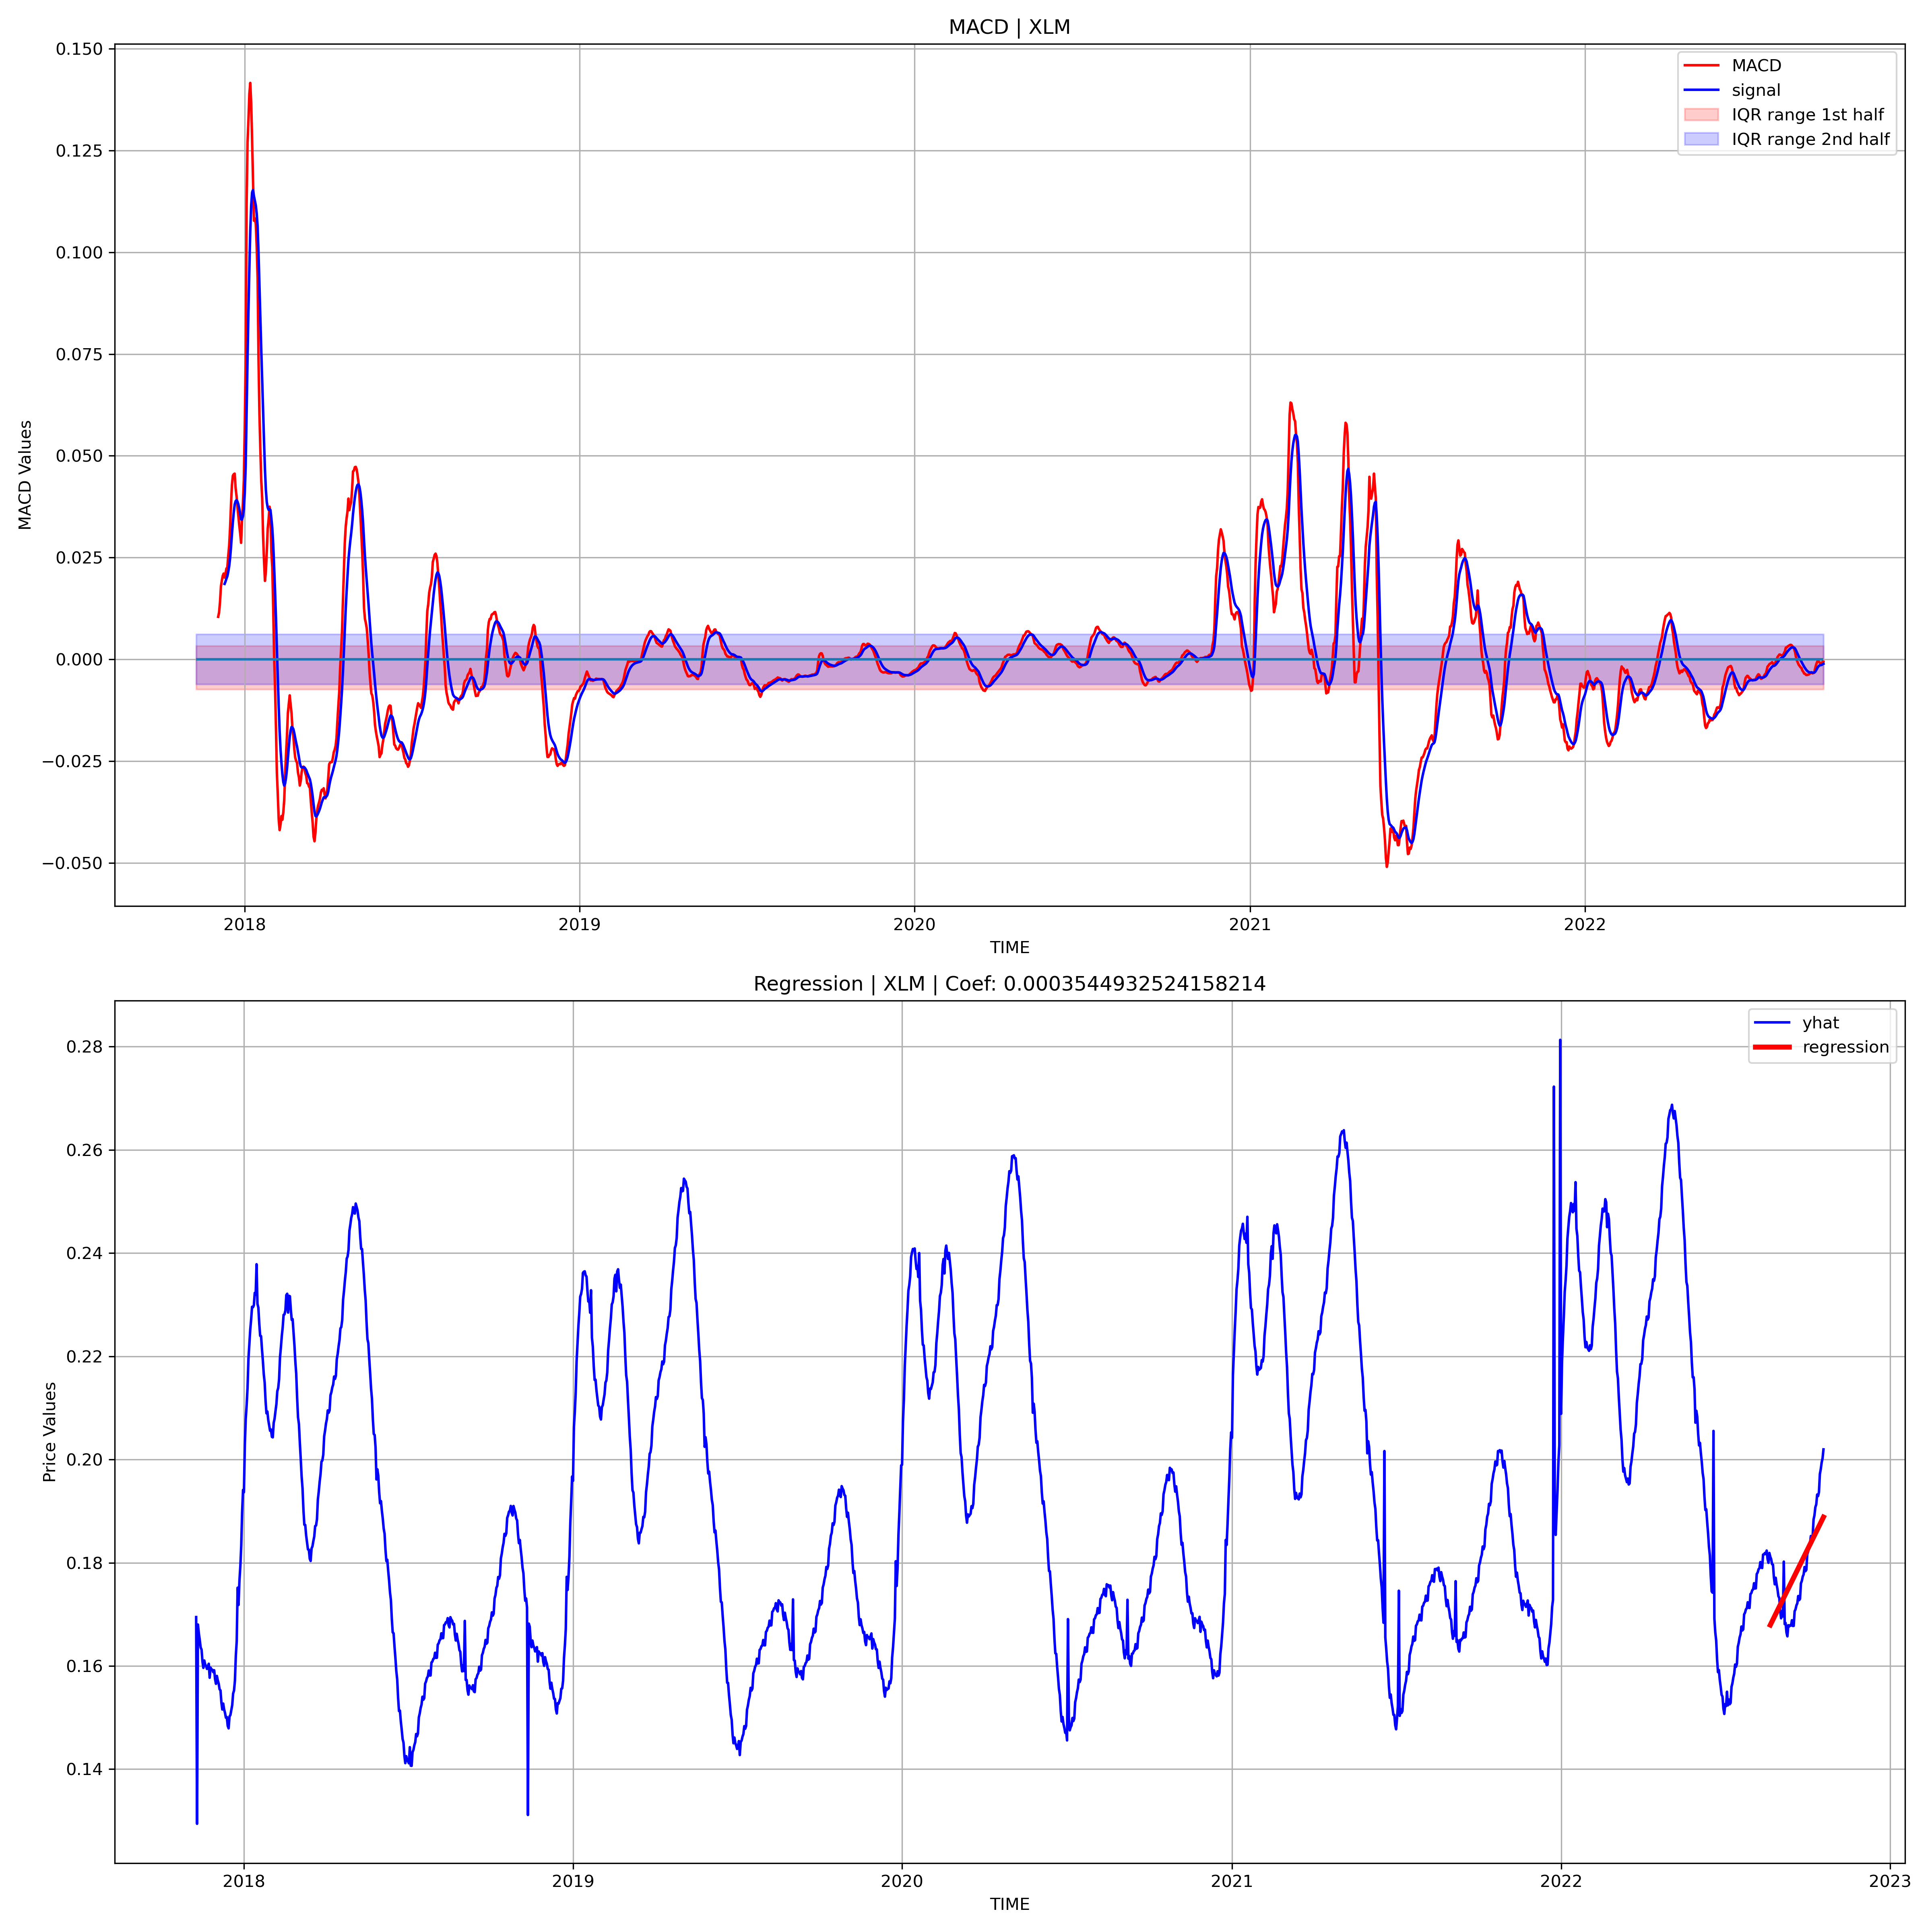 MACD | XLM
0.150
0.125
0.100
0.075
0.050
0.025
0.000
−0.025
−0.050
MACD Values
MACD
signal
IQR range 1st half
IQR range 2nd half
2018
2019
2020
2021
2022
TIME
Regression | XLM | Coef: 0.0003544932524158214
0.28
0.26
0.24
0.22
0.20
0.18
0.16
0.14
Price Values
yhat
regression
2018
2019
2020
2021
2022
2023
TIME